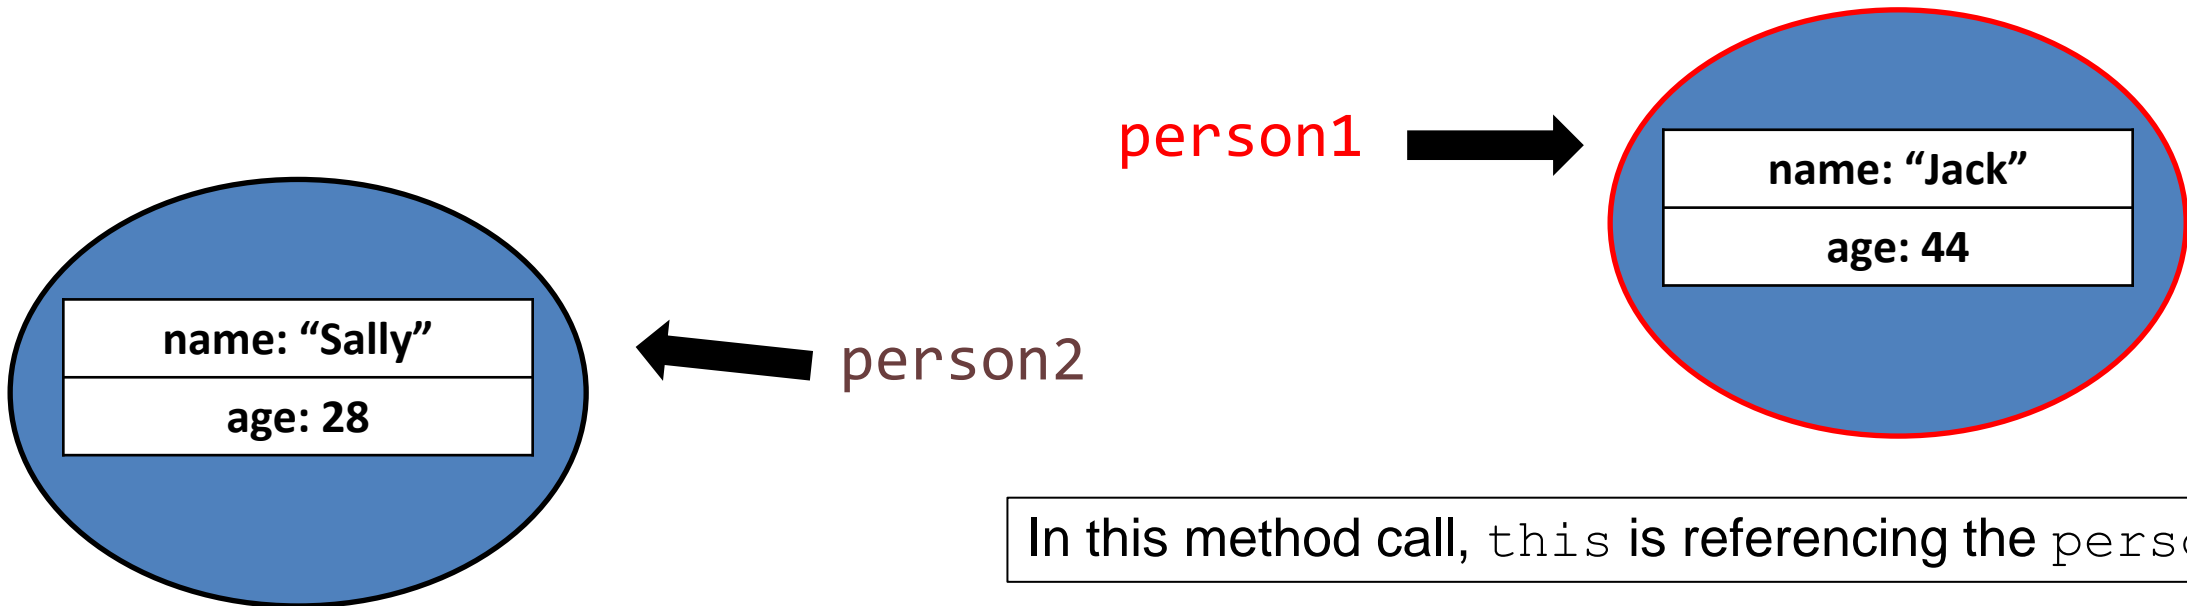 person1
name: “Jack”
age: 44
name: “Sally”
age: 28
person2
In this method call, this is referencing the